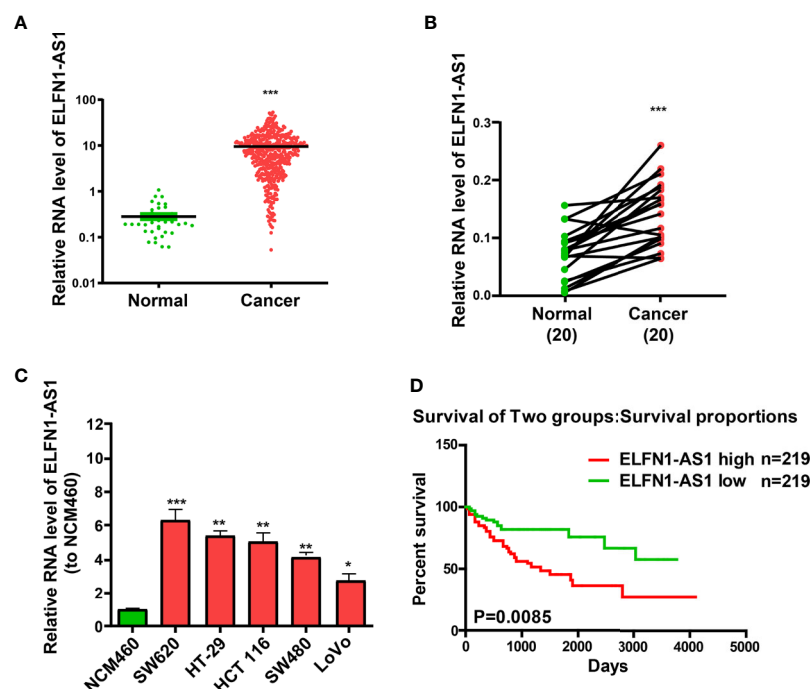 A
Relative RNA level of ELFN1-AS1
100
10
1
0.1
0.01
***
Normal
Cancer
B
Relative RNA level of ELFN1-AS1
0.3
0.2
0.1
0.0
***
Normal
(20)
Cancer
(20)
C
Relative RNA level of ELFN1-AS1
(to NCM460)
12
10
8
6
4
2
0
***
**
**
**
*
NCM460
SW620
HT-29
HCT 116
SW480
LoVo
D
Survival of Two groups:Survival proportions
ELFN1-AS1 high n=219
ELFN1-AS1 low n=219
Percent survival
150
100
50
0
P=0.0085
0
1000
2000
3000
4000
5000
Days